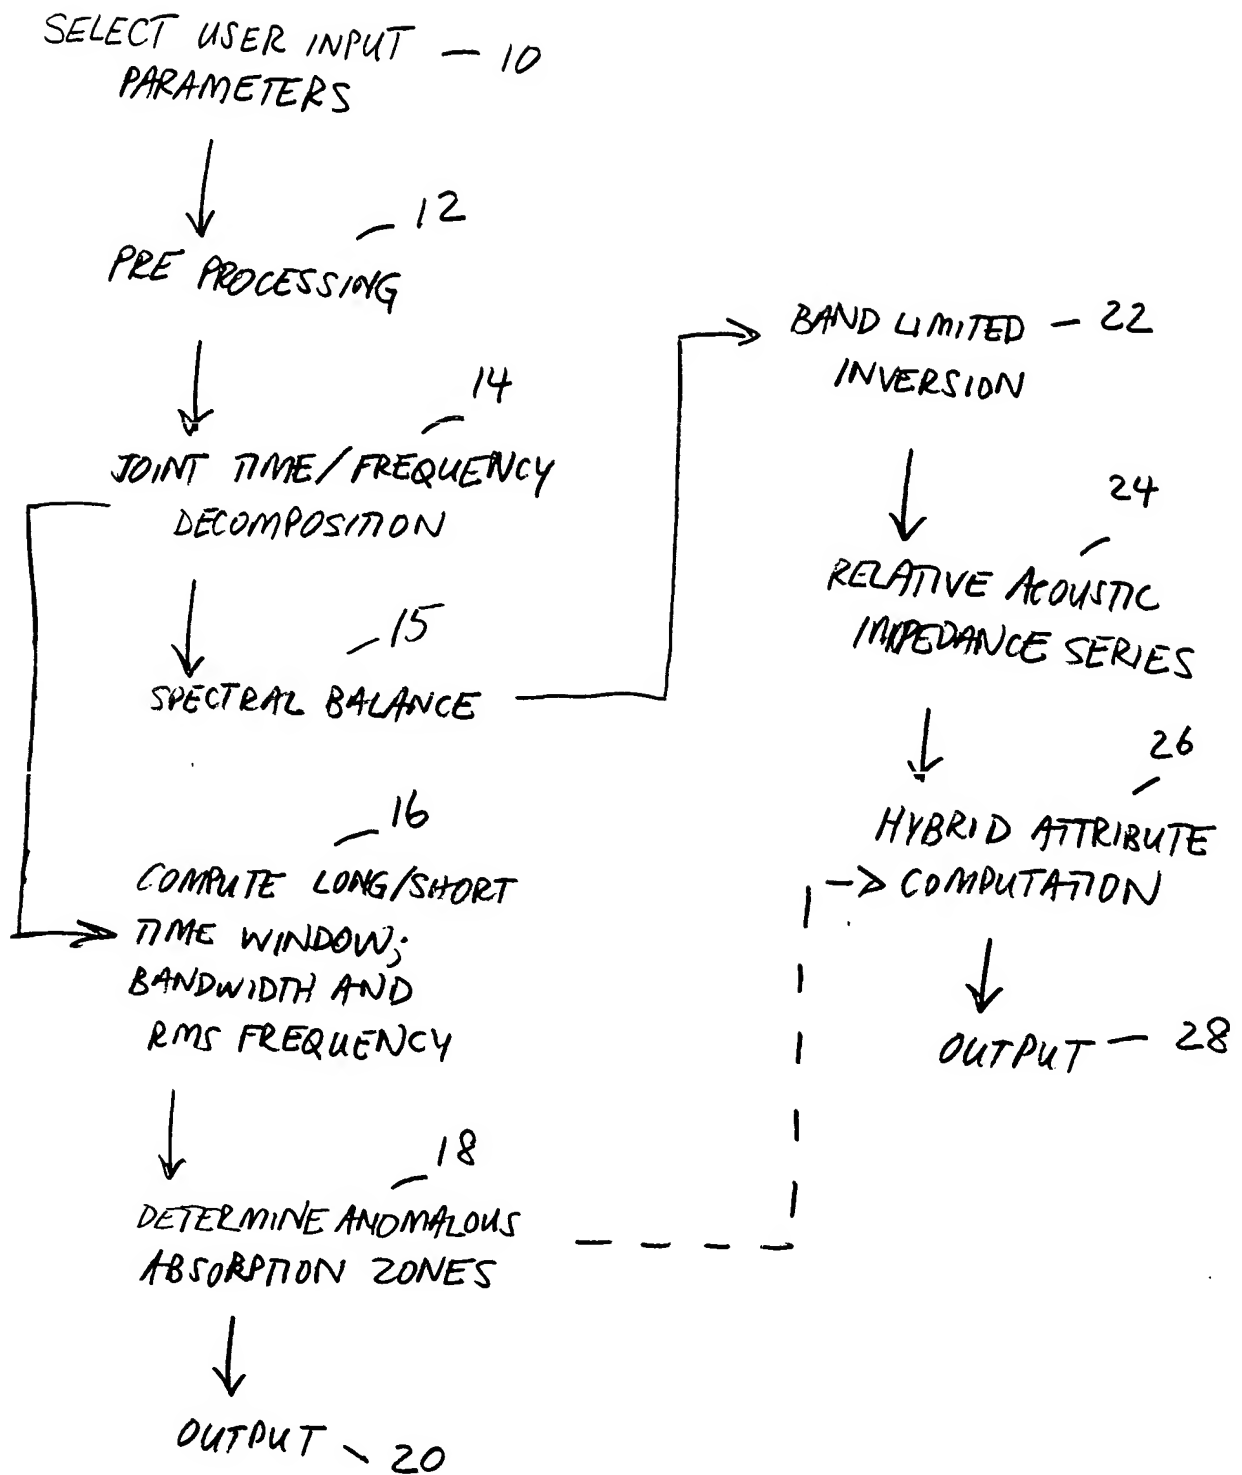 SELECT USER INPUT — 10
PARAMETERS
12
PRE PROCESSING
14
JOINT TIME/FREQUENCY
DECOMPOSITION
15
SPECTRAL BALANCE
16
COMPUTE LONG/SHORT
TIME WINDOW;
BANDWIDTH AND
RMS FREQUENCY
18
DETERMINE ANOMALOUS
ABSORPTION ZONES
OUTPUT 20
BAND LIMITED — 22
INVERSION
24
RELATIVE ACOUSTIC
IMPEDANCE SERIES
26
HYBRID ATTRIBUTE
COMPUTATION
OUTPUT — 28